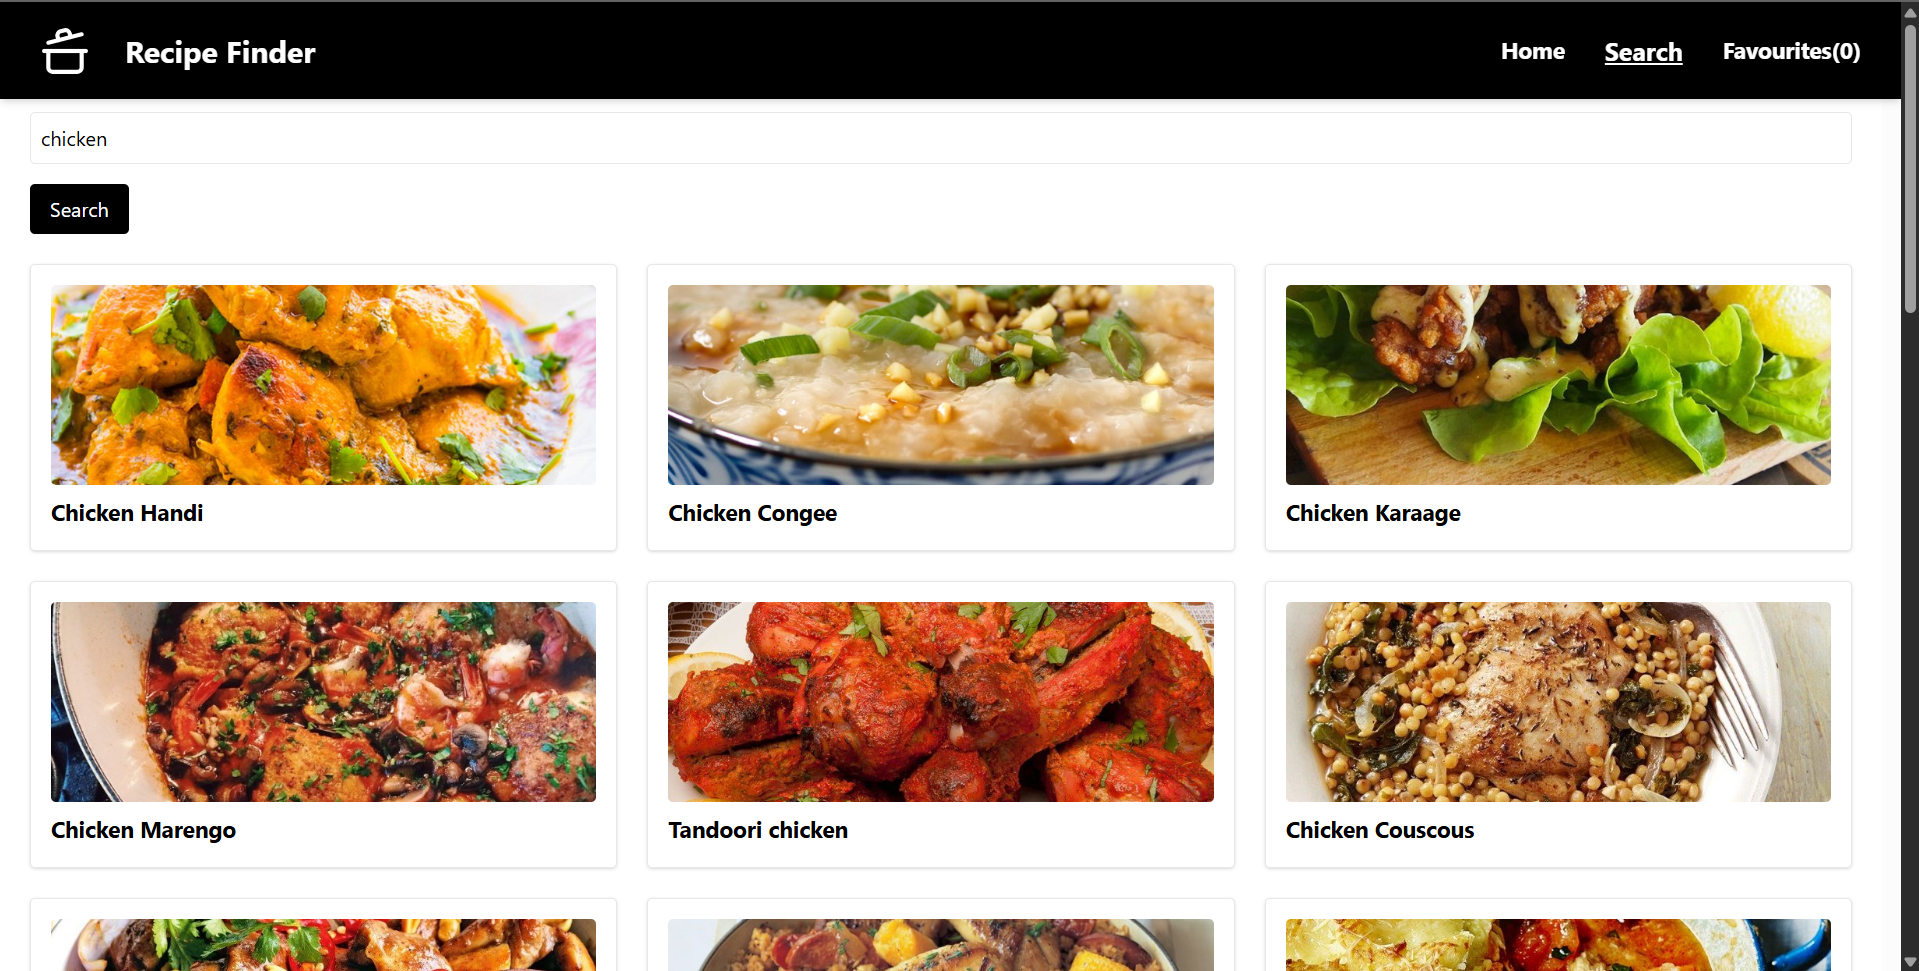 Recipe Finder
Home
Search
Favourites(0)
chicken
Search
Chicken Handi
Chicken Congee
Chicken Karaage
Chicken Marengo
Tandoori chicken
Chicken Couscous